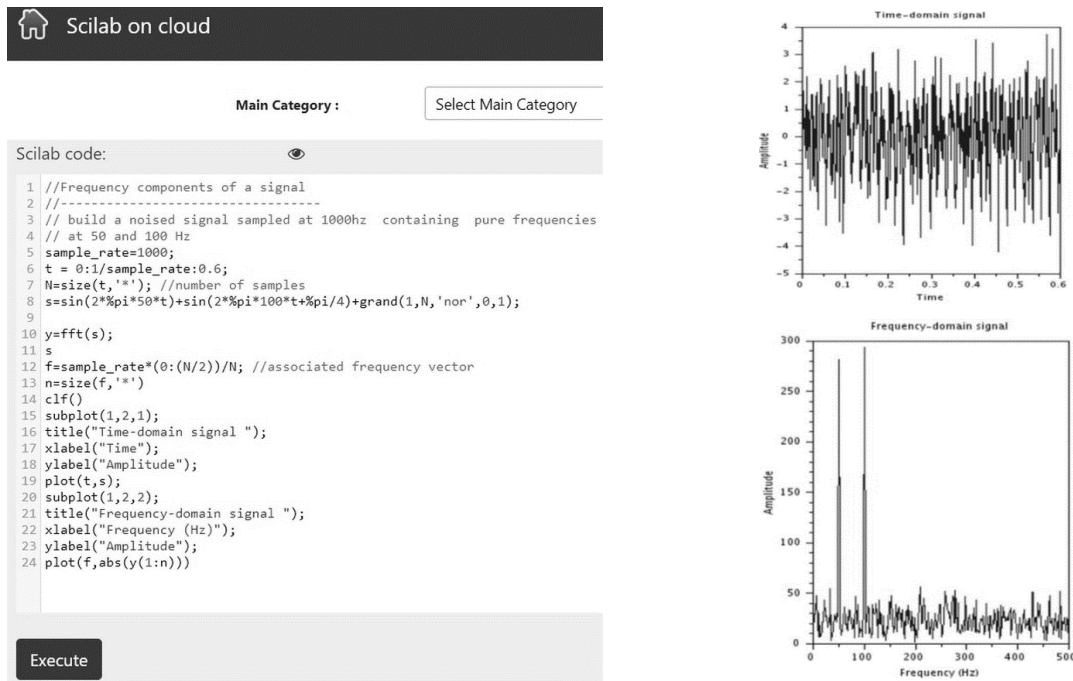 Scilab on cloud
Main Category :
Select Main Category
Scilab code:
1 //Frequency components of a signal
2 //----------------------------------
3 // build a noised signal sampled at 1000hz  containing  pure frequencies
4 // at 50 and 100 Hz
5 sample_rate=1000;
6 t = 0:1/sample_rate:0.6;
7 N=size(t,'*'); //number of samples
8 s=sin(2*%pi*50*t)+sin(2*%pi*100*t+%pi/4)+grand(1,N,'nor',0,1);
9
10 y=fft(s);
11 s
12 f=sample_rate*(0:(N/2))/N; //associated frequency vector
13 n=size(f,'*')
14 clf()
15 subplot(1,2,1);
16 title("Time-domain signal ");
17 xlabel("Time");
18 ylabel("Amplitude");
19 plot(t,s);
20 subplot(1,2,2);
21 title("Frequency-domain signal ");
22 xlabel("Frequency (Hz)");
23 ylabel("Amplitude");
24 plot(f,abs(y(1:n)))
Execute
Time-domain signal
4
3
2
1
0
-1
-2
-3
-4
-5
Amplitude
0 0.1 0.2 0.3 0.4 0.5 0.6
Time
Frequency-domain signal
300
250
200
150
100
50
0
Amplitude
0 100 200 300 400 500
Frequency (Hz)